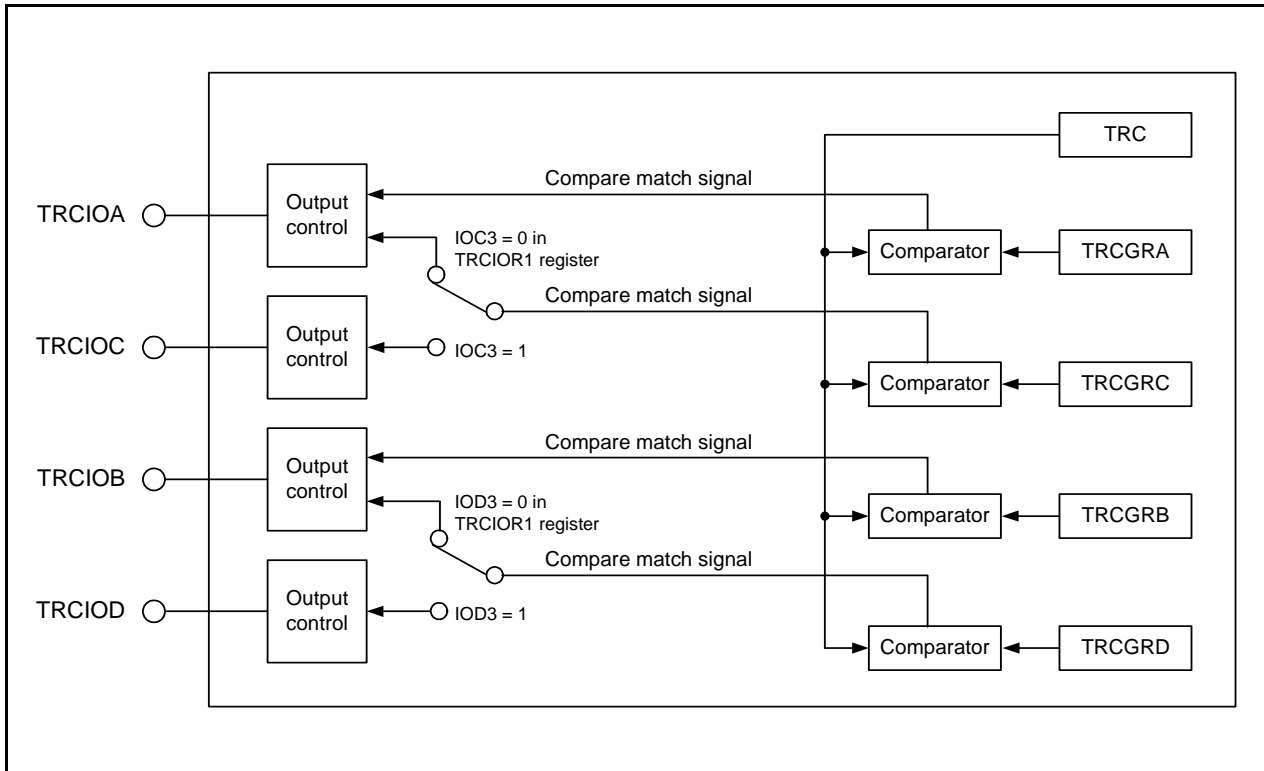 TRC
Compare match signal
TRCIOA
Output
control
IOC3 = 0 in
TRCIOR1 register
Comparator
TRCGRA
Compare match signal
TRCIOC
Output
control
IOC3 = 1
Comparator
TRCGRC
Compare match signal
TRCIOB
Output
control
IOD3 = 0 in
TRCIOR1 register
Comparator
TRCGRB
Compare match signal
TRCIOD
Output
control
IOD3 = 1
Comparator
TRCGRD